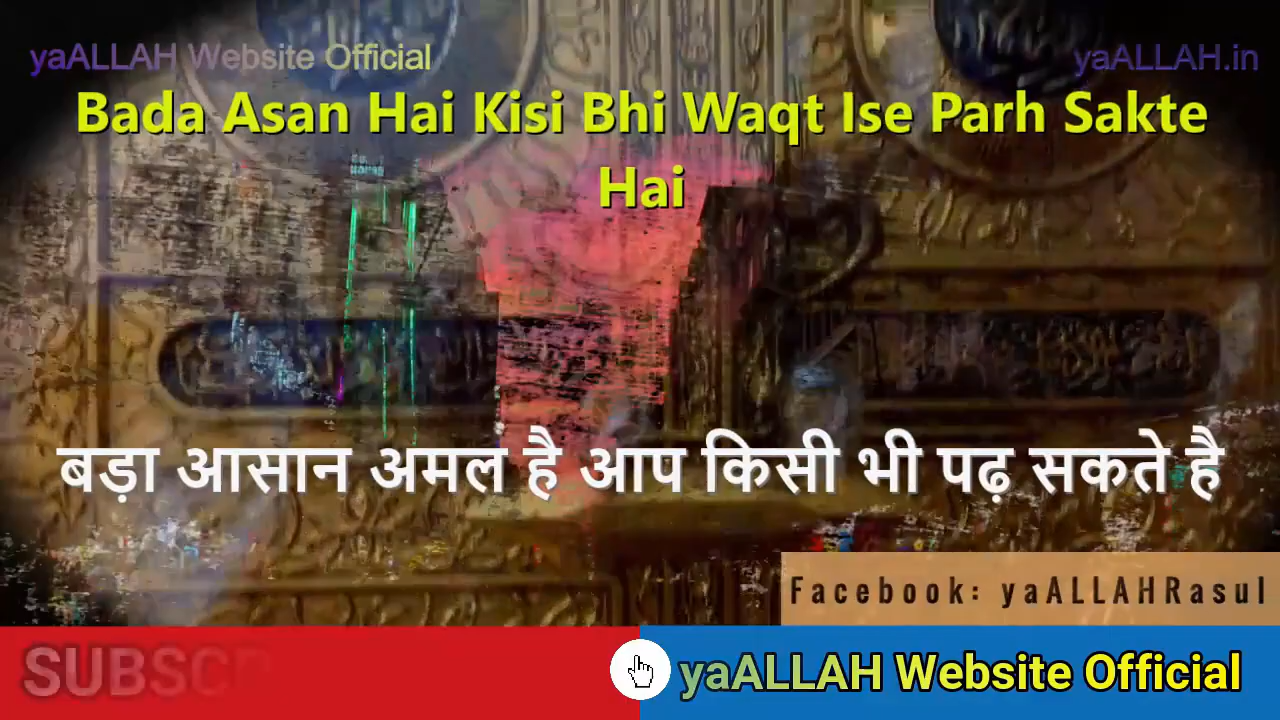 yaALLAH Website Official
yaALLAH.in
Bada Asan Hai Kisi Bhi Waqt Ise Parh Sakte
Hai
बड़ा आसान अमल है आप किसी भी पढ़ सकते है
Facebook: yaALLAHRasul
SUBSC
yaALLAH Website Official